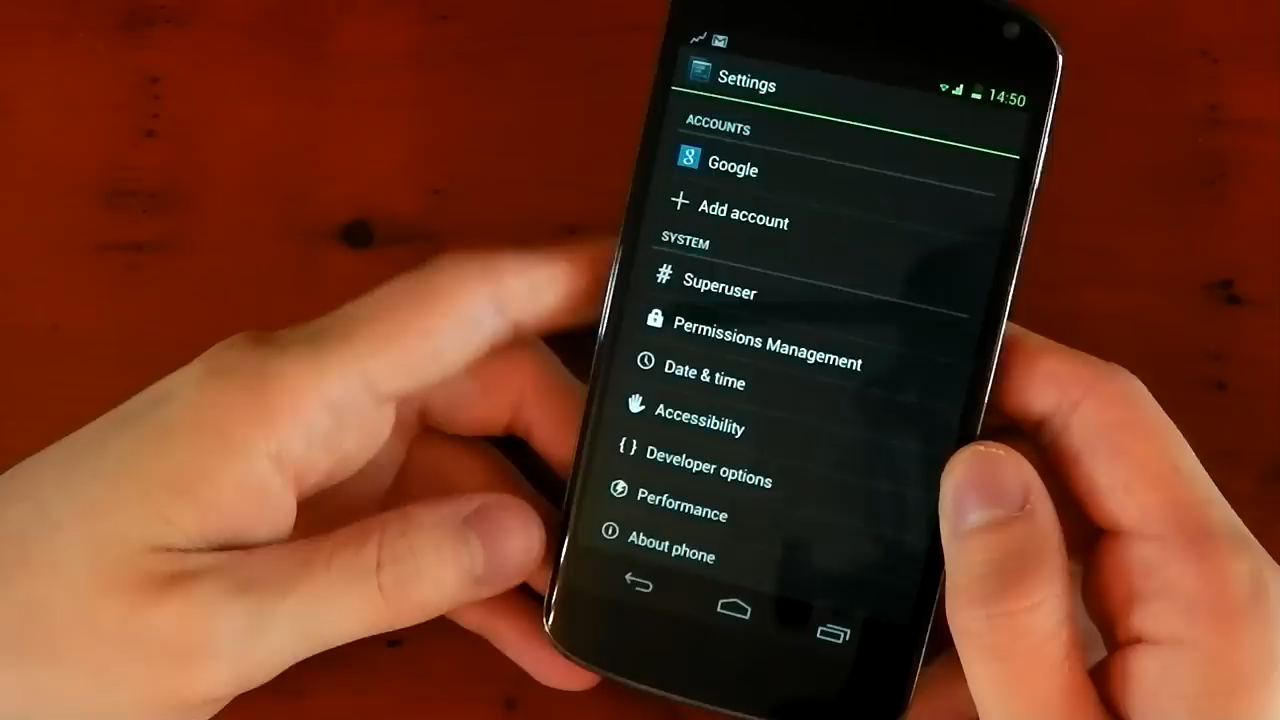 Settings
14:50
ACCOUNTS
Google
Add account
SYSTEM
# Superuser
Permissions Management
Date & time
Accessibility
{ } Developer options
Performance
About phone